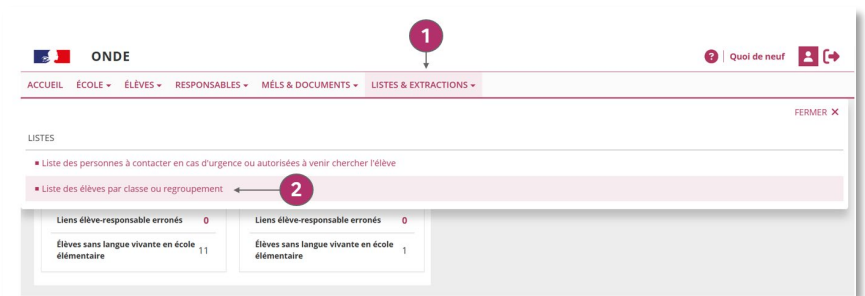 1
ONDE
? Quoi de neuf
ACCUEIL ÉCOLE ÉLÈVES RESPONSABLES MÉLS & DOCUMENTS LISTES & EXTRACTIONS
FERMER X
LISTES
Liste des personnes à contacter en cas d'urgence ou autorisées à venir chercher l'élève
Liste des élèves par classe ou regroupement 2
Liens élève-responsable erronés 0 Liens élève-responsable erronés 0
Élèves sans langue vivante en école élémentaire 11 Élèves sans langue vivante en école élémentaire 1